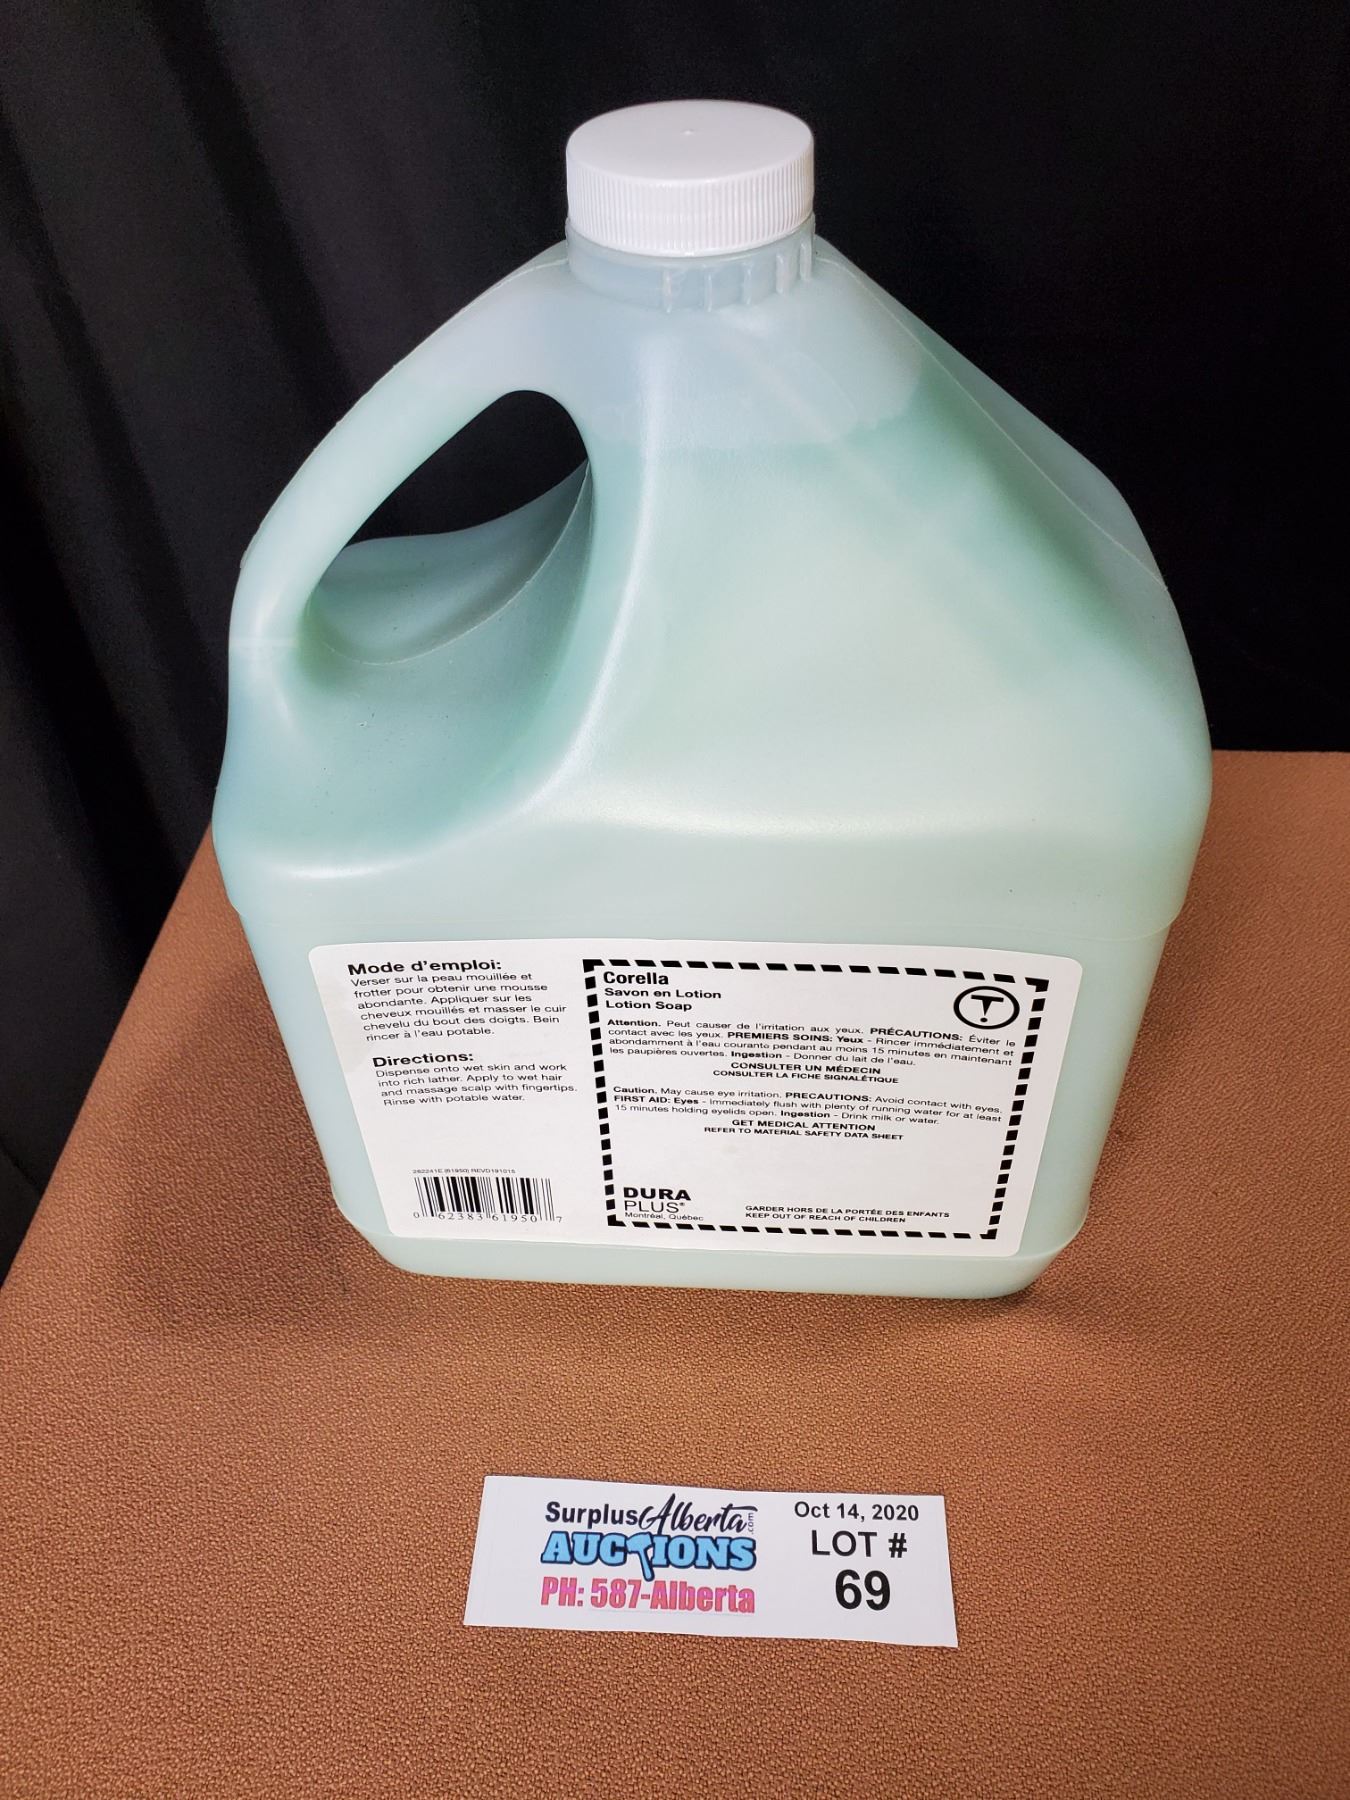 Mode d'emploi:
Verser sur la peau mouillée et
frotter pour obtenir une mousse
abondante. Appliquer sur les
cheveux mouillés et masser le cuir
chevelu du bout des doigts. Bein
rincer à l'eau potable.
Directions:
Dispense onto wet skin and work
into rich lather. Apply to wet hair
and massage scalp with fingertips.
Rinse with potable water.
282241E (61950) REVD191015
0 62383 61950 7
Corella
Savon en Lotion
Lotion Soap
Attention. Peut causer de l'irritation aux yeux. PRÉCAUTIONS: Éviter le
contact avec les yeux. PREMIERS SOINS: Yeux - Rincer immédiatement et
abondamment à l'eau courante pendant au moins 15 minutes en maintenant
les paupières ouvertes. Ingestion - Donner du lait de l'eau.
CONSULTER UN MÉDECIN
CONSULTER LA FICHE SIGNALÉTIQUE
Caution. May cause eye irritation. PRECAUTIONS: Avoid contact with eyes.
FIRST AID: Eyes - Immediately flush with plenty of running water for at least
15 minutes holding eyelids open. Ingestion - Drink milk or water.
GET MEDICAL ATTENTION
REFER TO MATERIAL SAFETY DATA SHEET
DURA
PLUS
Montréal, Québec
GARDER HORS DE LA PORTÉE DES ENFANTS
KEEP OUT OF REACH OF CHILDREN
SurplusAlberta.com
AUCTIONS
PH: 587-Alberta
Oct 14, 2020
LOT #
69